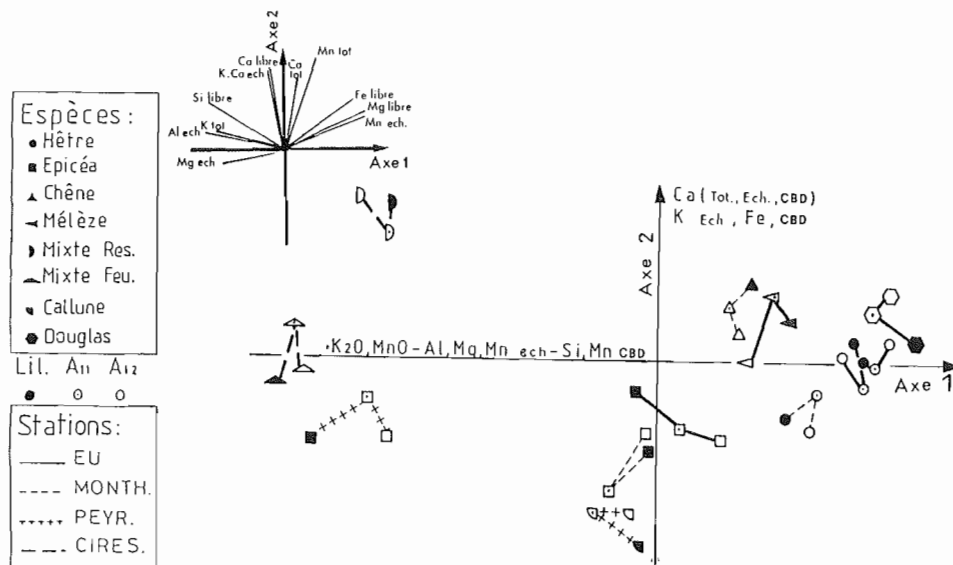 Axe 2
Mn tot
Ca libre
Ca tot
K.Ca ech
Si libre
Fe libre
Mg libre
Mn ech.
K tot
Al ech
Mg ech
Axe 1
Espèces :
Hêtre
Epicéa
Chêne
Mélèze
Mixte Res.
Mixte Feu.
Callune
Douglas
Lil. A11 A12
Stations:
EU
MONTH.
PEYR.
CIRES.
Ca ( Tot., Ech., CBD)
K Ech , Fe, CBD
Axe 2
K2O, MnO - Al, Mg, Mn ech - Si, Mn CBD
Axe 1